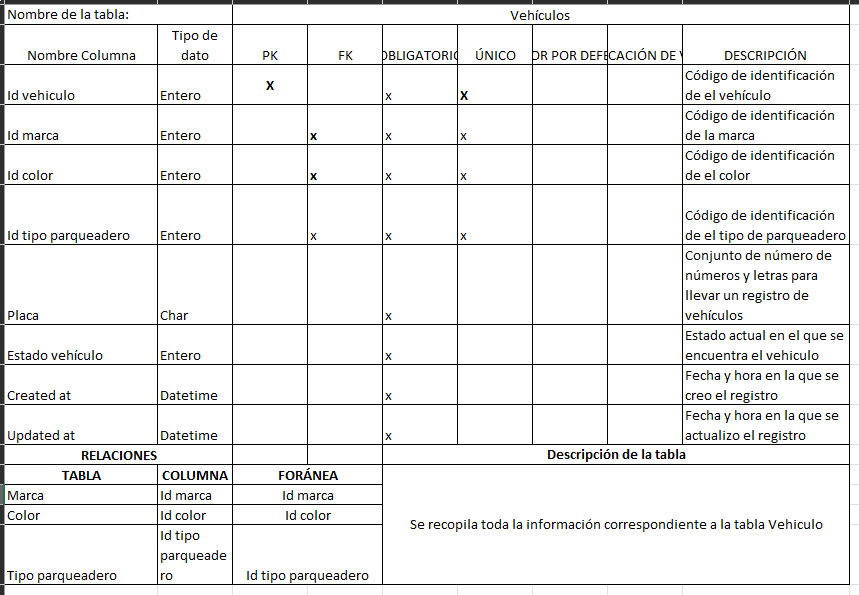 Nombre de la tabla: Vehículos
Nombre Columna Tipo de dato PK FK OBLIGATORIO ÚNICO OR POR DEFE CACIÓN DE DESCRIPCIÓN
Id vehiculo Entero X x X Código de identificación de el vehículo
Id marca Entero x x x Código de identificación de la marca
Id color Entero x x x Código de identificación de el color
Id tipo parqueadero Entero x x x Código de identificación de el tipo de parqueadero
Placa Char x Conjunto de número de números y letras para llevar un registro de vehículos
Estado vehículo Entero x Estado actual en el que se encuentra el vehiculo
Created at Datetime x Fecha y hora en la que se creo el registro
Updated at Datetime x Fecha y hora en la que se actualizo el registro
RELACIONES Descripción de la tabla
TABLA COLUMNA FORÁNEA
Marca Id marca Id marca
Color Id color Id color
Tipo parqueadero Id tipo parqueadero Id tipo parqueadero
Se recopila toda la información correspondiente a la tabla Vehiculo